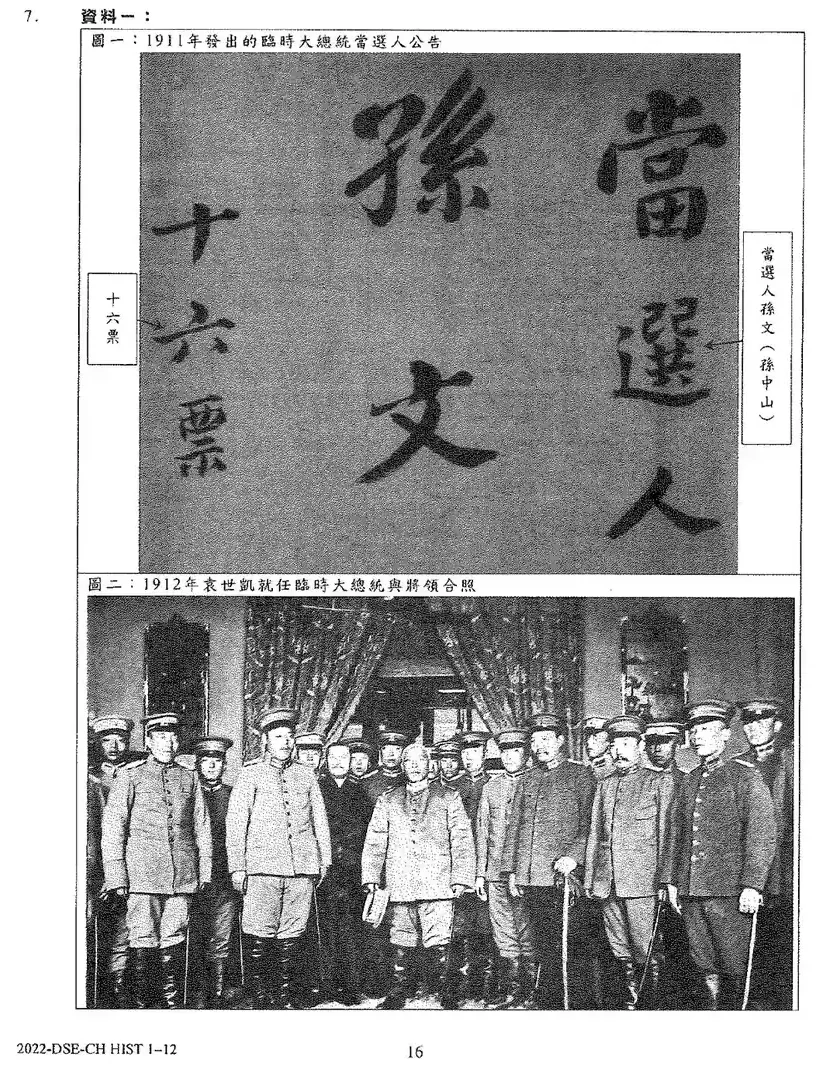 7. 資料一：
圖一：1911年發出的臨時大總統當選人公告
當選人
孫文
十六票
當選人孫文（孫中山）
十六票
圖二：1912年袁世凱就任臨時大總統與將領合照
2022-DSE-CH HIST 1–12
16